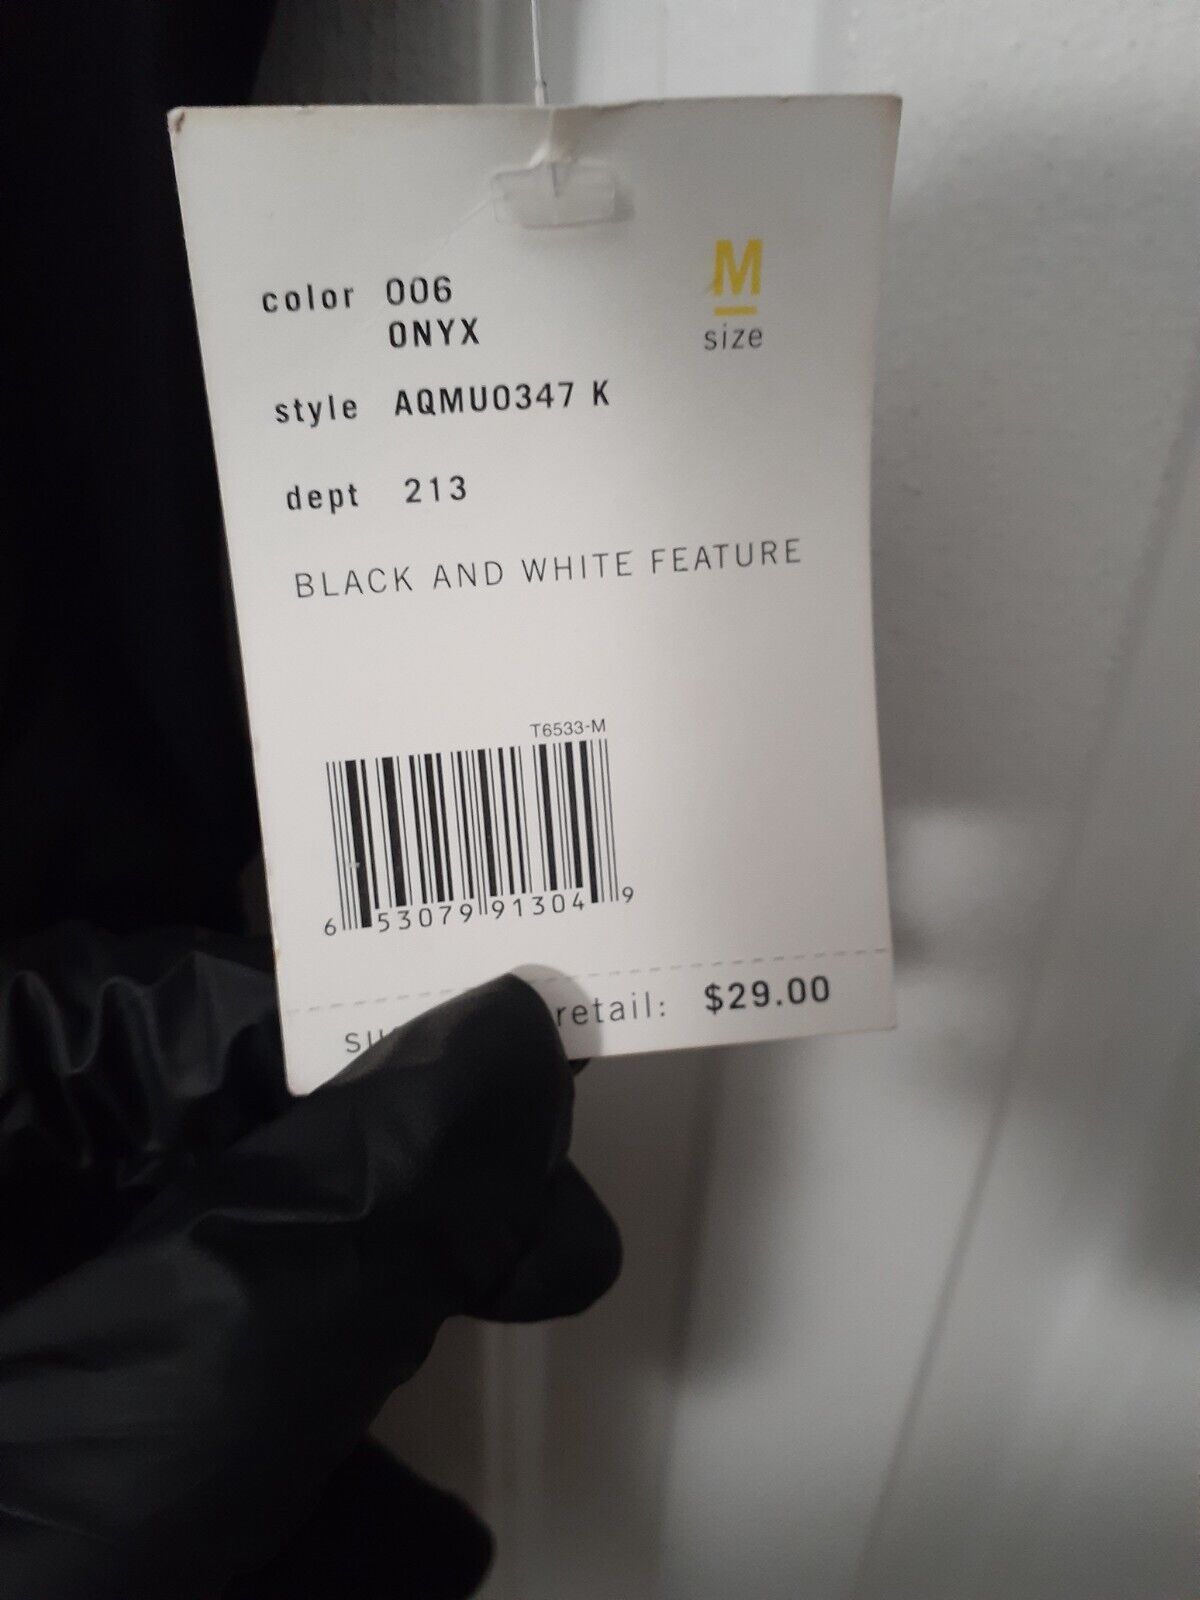 M
size
color 006
ONYX
style AQMU0347 K
dept 213
BLACK AND WHITE FEATURE
T6533-M
6 53079 91304 9
retail: $29.00